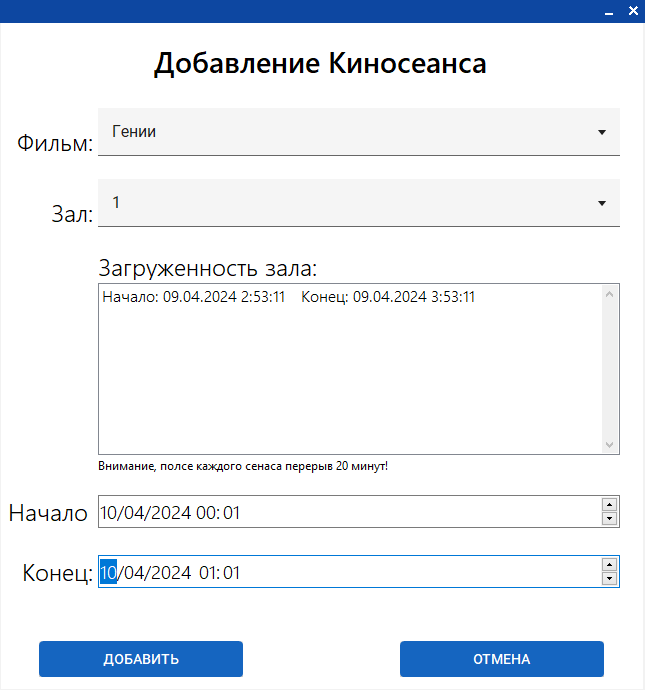 Добавление Киносеанса
Фильм: Гении
Зал: 1
Загруженность зала:
Начало: 09.04.2024 2:53:11 Конец: 09.04.2024 3:53:11
Внимание, полсе каждого сенаса перерыв 20 минут!
Начало 10/04/2024 00:01
Конец: 10/04/2024 01:01
ДОБАВИТЬ ОТМЕНА